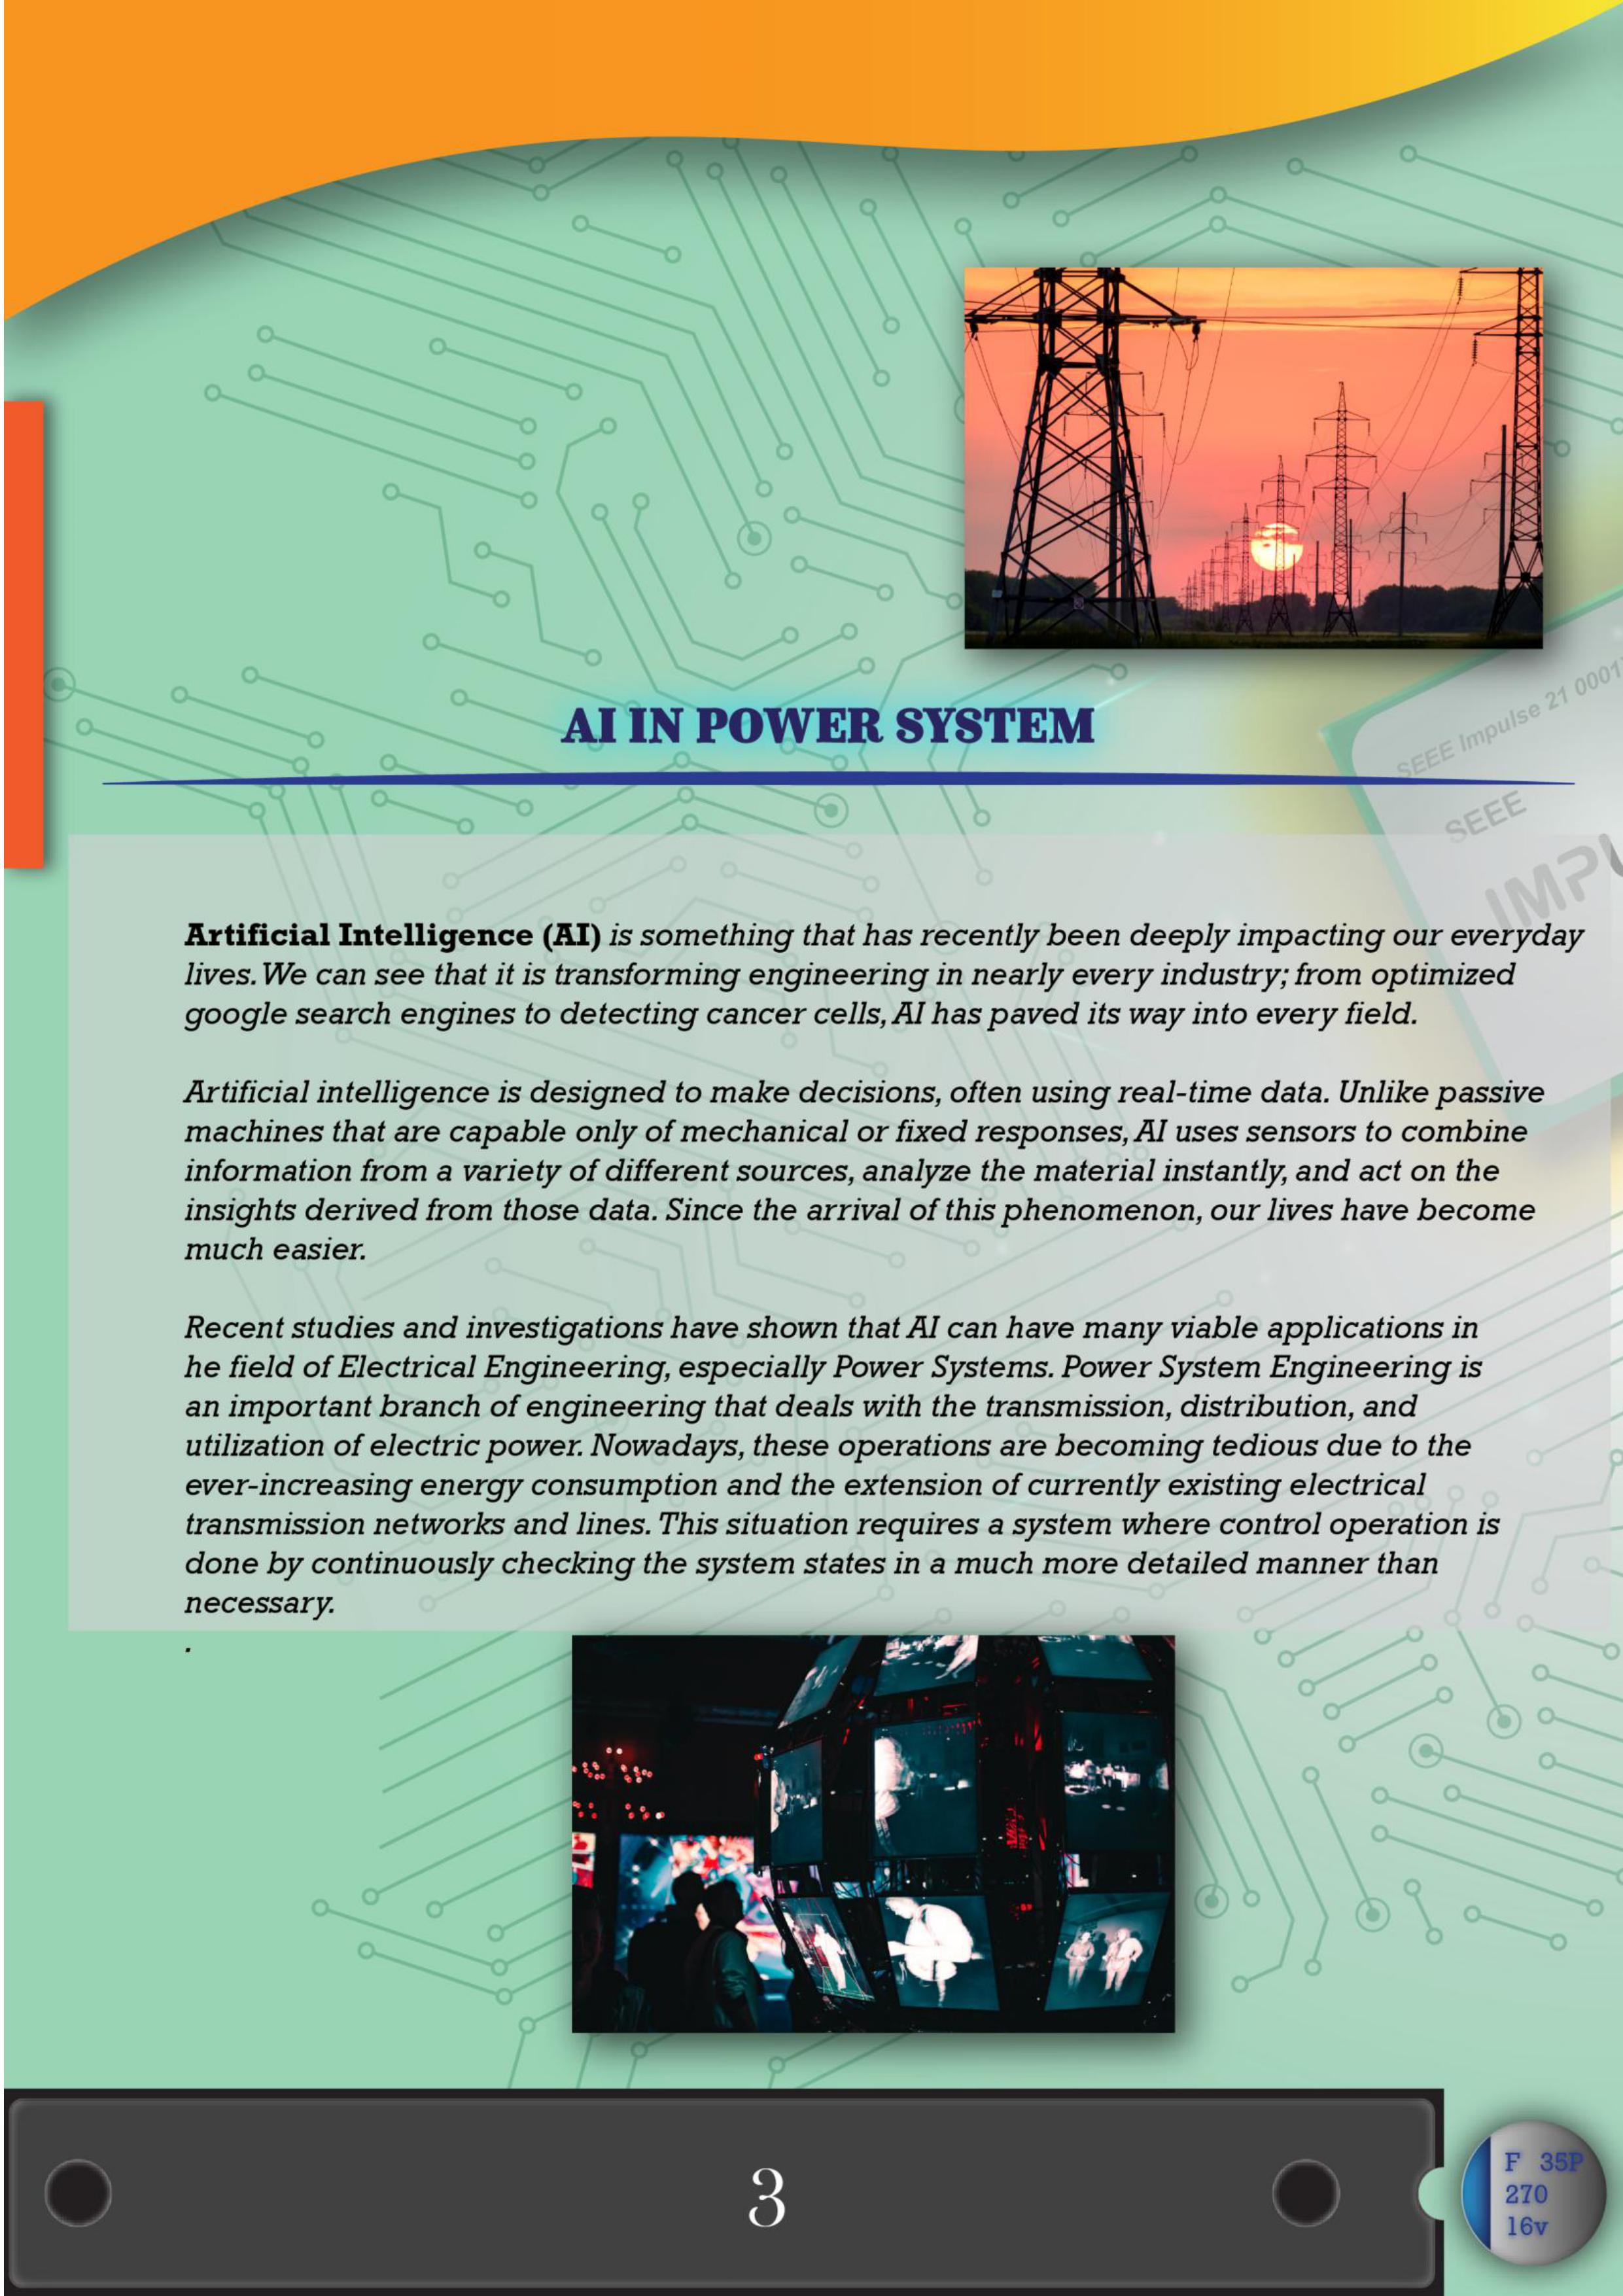 SEEE Impulse 21 0001
SEEE
AI IN POWER SYSTEM
Artificial Intelligence (AI) is something that has recently been deeply impacting our everyday
lives. We can see that it is transforming engineering in nearly every industry; from optimized
google search engines to detecting cancer cells, AI has paved its way into every field.
Artificial intelligence is designed to make decisions, often using real-time data. Unlike passive
machines that are capable only of mechanical or fixed responses, AI uses sensors to combine
information from a variety of different sources, analyze the material instantly, and act on the
insights derived from those data. Since the arrival of this phenomenon, our lives have become
much easier.
Recent studies and investigations have shown that AI can have many viable applications in
he field of Electrical Engineering, especially Power Systems. Power System Engineering is
an important branch of engineering that deals with the transmission, distribution, and
utilization of electric power. Nowadays, these operations are becoming tedious due to the
ever-increasing energy consumption and the extension of currently existing electrical
transmission networks and lines. This situation requires a system where control operation is
done by continuously checking the system states in a much more detailed manner than
necessary.
.
3
F 35P
270
16v